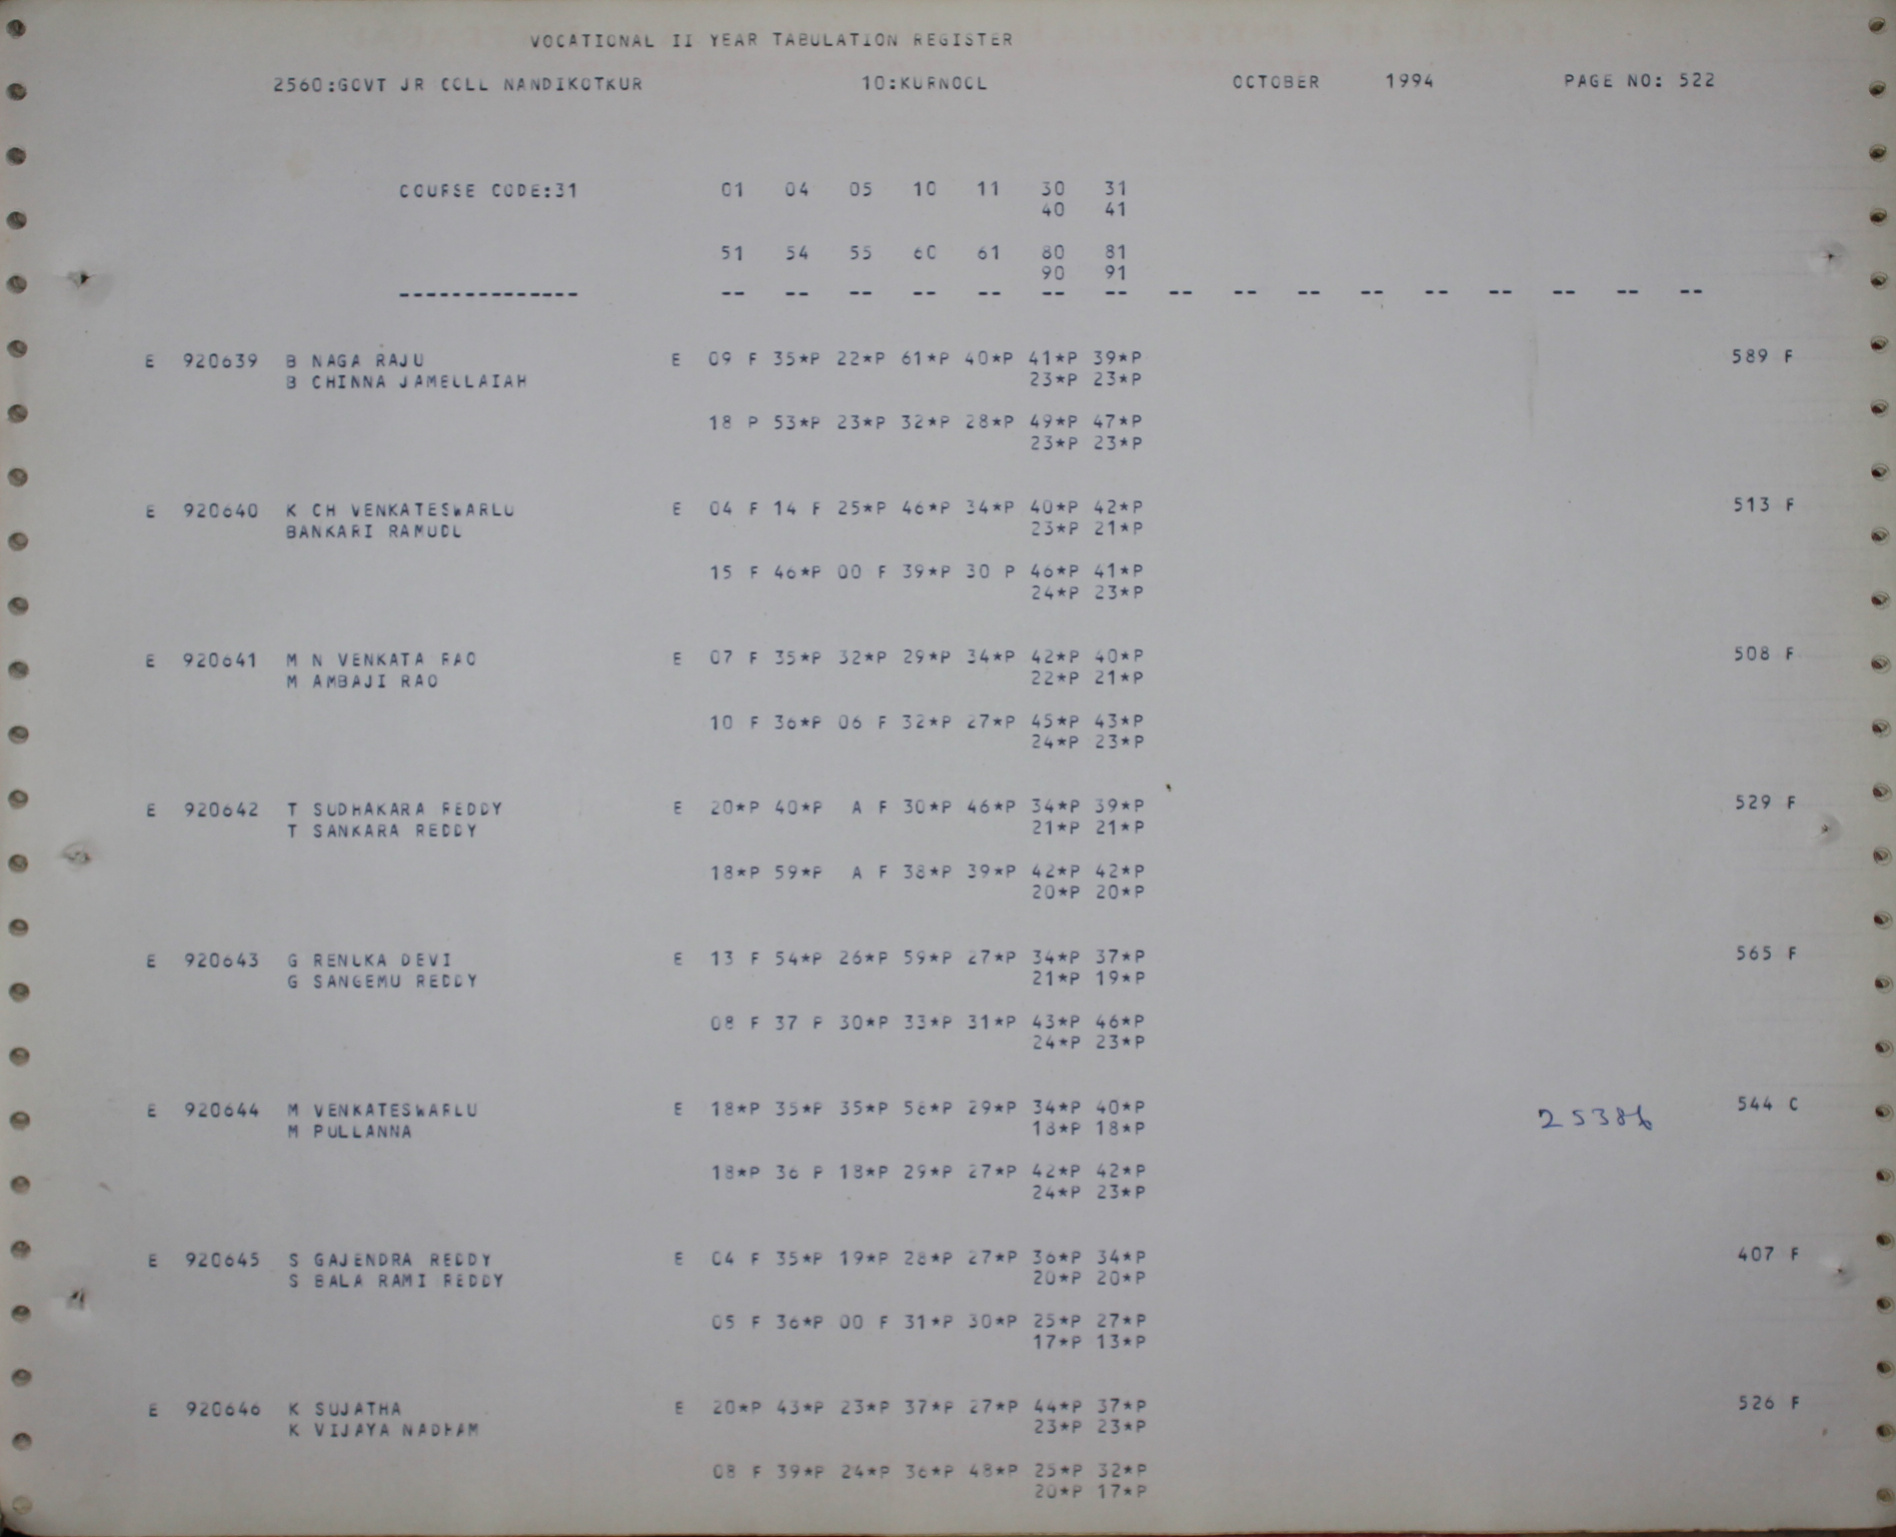 VOCATIONAL II YEAR TABULATION REGISTER
2560:GOVT JR COLL NANDIKOTKUR 10:KURNOOL OCTOBER 1994 PAGE NO: 522
COURSE CODE:31 01 04 05 10 11 30 31
40 41
51 54 55 60 61 80 81
90 91
-------------- -- -- -- -- -- -- -- -- -- -- -- -- -- -- -- --
E 920639 B NAGA RAJU E 09 F 35*P 22*P 61*P 40*P 41*P 39*P 589 F
B CHINNA JAMELLAIAH 23*P 23*P
18 P 53*P 23*P 32*P 28*P 49*P 47*P
23*P 23*P
E 920640 K CH VENKATESWARLU E 04 F 14 F 25*P 46*P 34*P 40*P 42*P 513 F
BANKARI RAMUDU 23*P 21*P
15 F 46*P 00 F 39*P 30 P 46*P 41*P
24*P 23*P
E 920641 M N VENKATA RAO E 07 F 35*P 32*P 29*P 34*P 42*P 40*P 508 F
M AMBAJI RAO 22*P 21*P
10 F 36*P 06 F 32*P 27*P 45*P 43*P
24*P 23*P
E 920642 T SUDHAKARA REDDY E 20*P 40*P A F 30*P 46*P 34*P 39*P 529 F
T SANKARA REDDY 21*P 21*P
18*P 59*P A F 38*P 39*P 42*P 42*P
20*P 20*P
E 920643 G RENUKA DEVI E 13 F 54*P 26*P 59*P 27*P 34*P 37*P 565 F
G SANGEMU REDDY 21*P 19*P
08 F 37 P 30*P 33*P 31*P 43*P 46*P
24*P 23*P
E 920644 M VENKATESWARLU E 18*P 35*P 35*P 58*P 29*P 34*P 40*P 544 C
M PULLANNA 18*P 18*P
25386
18*P 36 P 18*P 29*P 27*P 42*P 42*P
24*P 23*P
E 920645 S GAJENDRA REDDY E 04 F 35*P 19*P 28*P 27*P 36*P 34*P 407 F
S BALA RAMI REDDY 20*P 20*P
05 F 36*P 00 F 31*P 30*P 25*P 27*P
17*P 13*P
E 920646 K SUJATHA E 20*P 43*P 23*P 37*P 27*P 44*P 37*P 526 F
K VIJAYA NADHAM 23*P 23*P
08 F 39*P 24*P 36*P 48*P 25*P 32*P
20*P 17*P